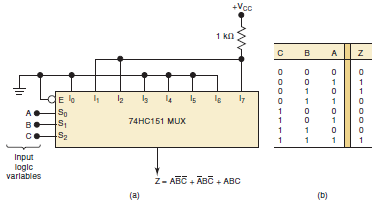 +VCC
1 kΩ
E I0 I1 I2 I3 I4 I5 I6 I7
A S0
B S1
C S2
74HC151 MUX
Input
logic
variables
Z = AB̅C̅ + A̅BC̅ + ABC
(a)
C B A Z
0 0 0 0
0 0 1 1
0 1 0 1
0 1 1 0
1 0 0 0
1 0 1 0
1 1 0 0
1 1 1 1
(b)